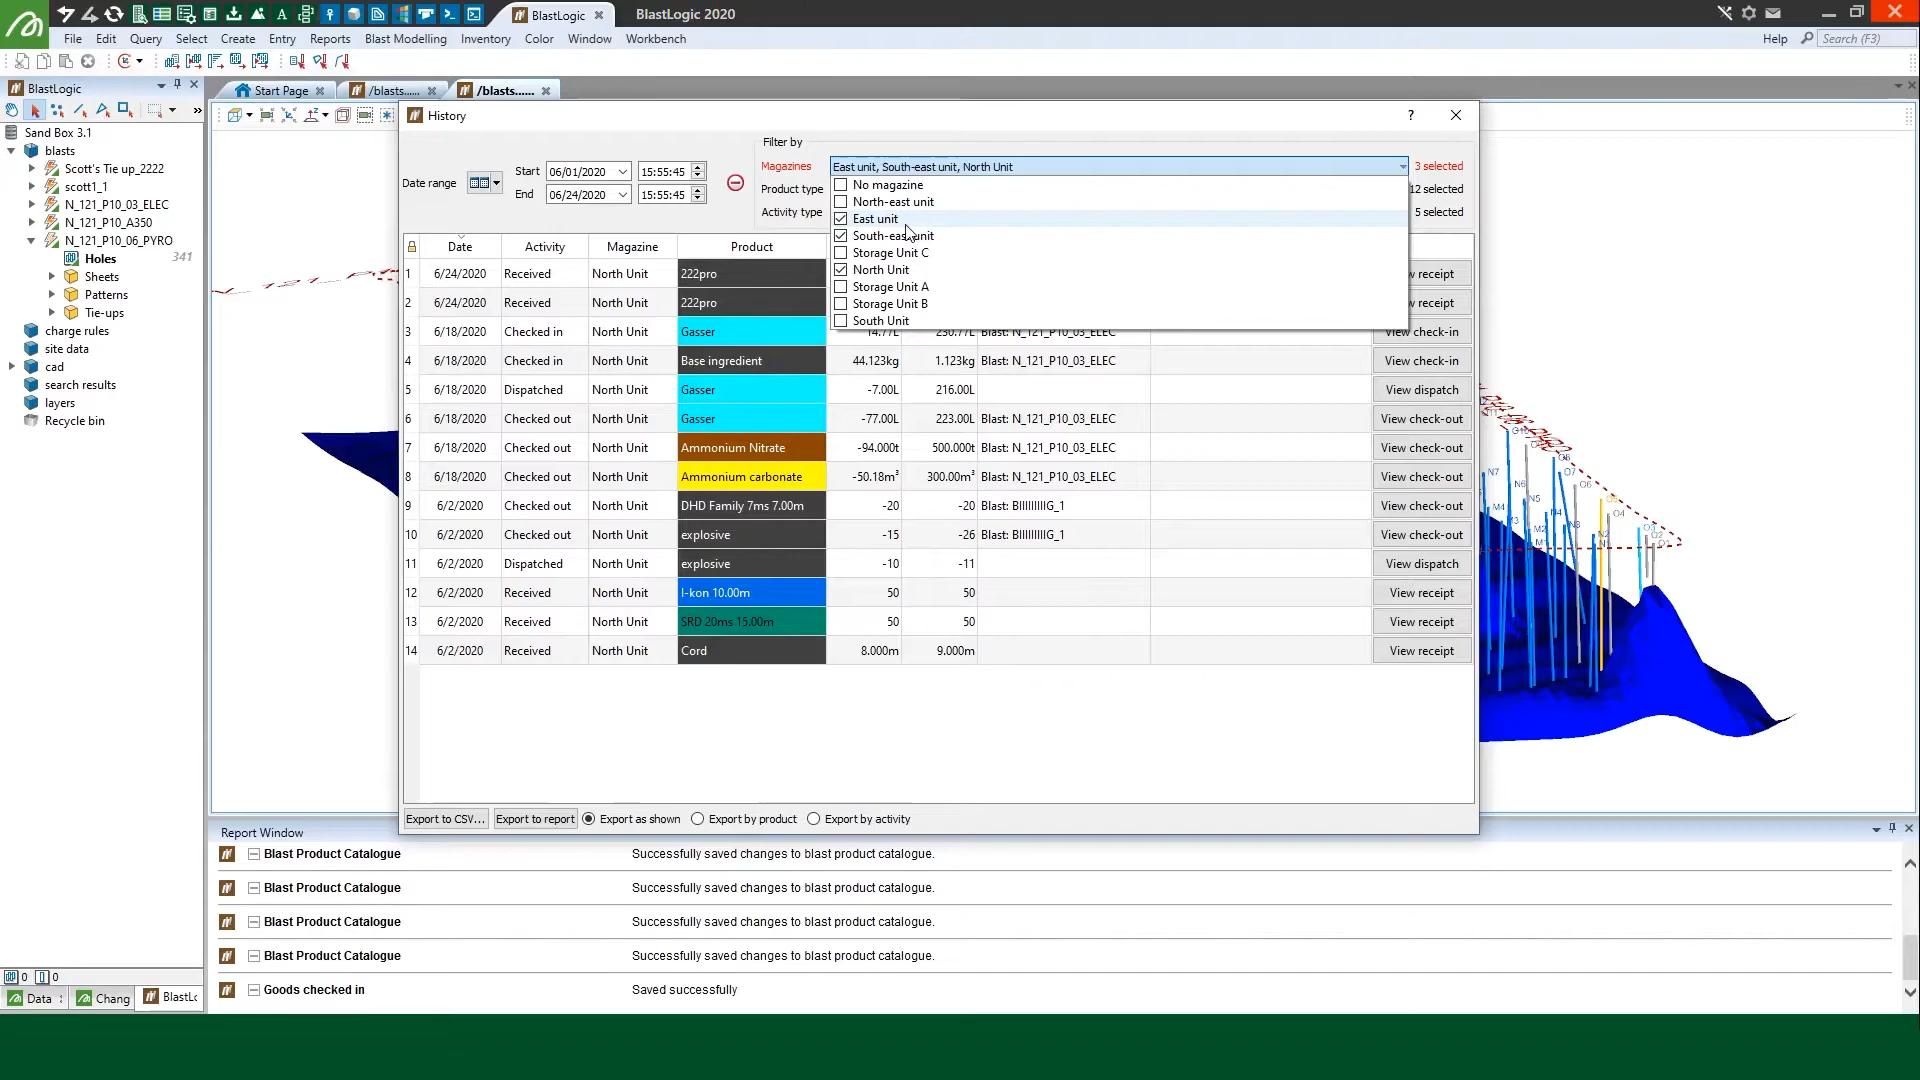 BlastLogic
BlastLogic 2020
File Edit Query Select Create Entry Reports Blast Modelling Inventory Color Window Workbench
Help Search (F3)
BlastLogic
Start Page
/blasts......
/blasts......
Sand Box 3.1
blasts
Scott's Tie up_2222
scott1_1
N_121_P10_03_ELEC
N_121_P10_A350
N_121_P10_06_PYRO
Holes 341
Sheets
Patterns
Tie-ups
charge rules
site data
cad
search results
layers
Recycle bin
0 0
Data Chang BlastLc
History
Date range
Start 06/01/2020 15:55:45
End 06/24/2020 15:55:45
Filter by
Magazines East unit, South-east unit, North Unit 3 selected
Product type 12 selected
Activity type 5 selected
No magazine
North-east unit
East unit
South-east unit
Storage Unit C
North Unit
Storage Unit A
Storage Unit B
South Unit
Date Activity Magazine Product
1 6/24/2020 Received North Unit 222pro w receipt
2 6/24/2020 Received North Unit 222pro w receipt
3 6/18/2020 Checked in North Unit Gasser 14.77L 230.77L Blast: N_121_P10_03_ELEC View check-in
4 6/18/2020 Checked in North Unit Base ingredient 44.123kg 1.123kg Blast: N_121_P10_03_ELEC View check-in
5 6/18/2020 Dispatched North Unit Gasser -7.00L 216.00L View dispatch
6 6/18/2020 Checked out North Unit Gasser -77.00L 223.00L Blast: N_121_P10_03_ELEC View check-out
7 6/18/2020 Checked out North Unit Ammonium Nitrate -94.000t 500.000t Blast: N_121_P10_03_ELEC View check-out
8 6/18/2020 Checked out North Unit Ammonium carbonate -50.18m³ 300.00m³ Blast: N_121_P10_03_ELEC View check-out
9 6/2/2020 Checked out North Unit DHD Family 7ms 7.00m -20 -20 Blast: BIIIIIIIIIG_1 View check-out
10 6/2/2020 Checked out North Unit explosive -15 -26 Blast: BIIIIIIIIIG_1 View check-out
11 6/2/2020 Dispatched North Unit explosive -10 -11 View dispatch
12 6/2/2020 Received North Unit I-kon 10.00m 50 50 View receipt
13 6/2/2020 Received North Unit SRD 20ms 15.00m 50 50 View receipt
14 6/2/2020 Received North Unit Cord 8.000m 9.000m View receipt
Export to CSV... Export to report Export as shown Export by product Export by activity
Report Window
Blast Product Catalogue Successfully saved changes to blast product catalogue.
Blast Product Catalogue Successfully saved changes to blast product catalogue.
Blast Product Catalogue Successfully saved changes to blast product catalogue.
Blast Product Catalogue Successfully saved changes to blast product catalogue.
Goods checked in Saved successfully